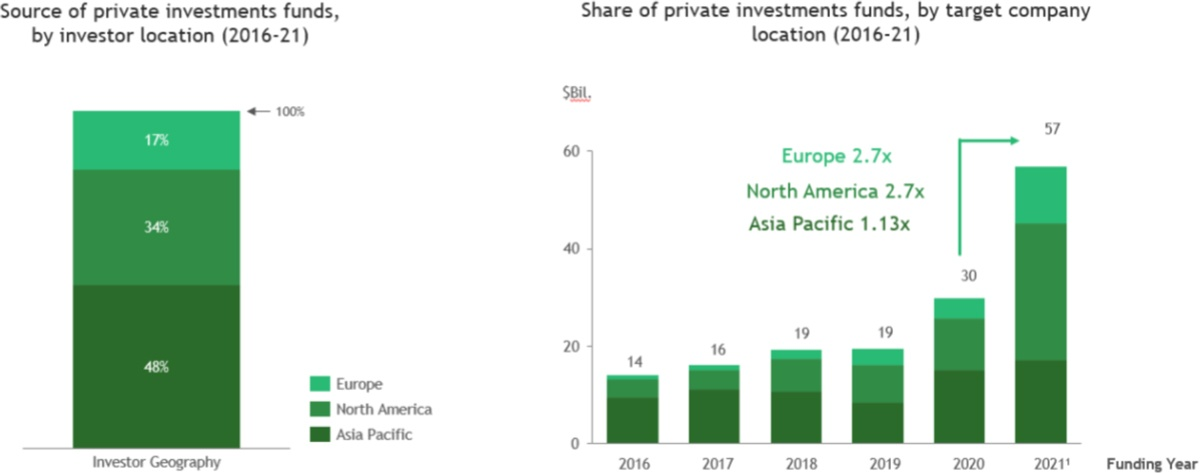 Source of private investments funds,
by investor location (2016-21)
100%
17%
34%
48%
Europe
North America
Asia Pacific
Investor Geography
Share of private investments funds, by target company
location (2016-21)
$Bil.
60
40
20
0
14
16
19
19
30
57
Europe 2.7x
North America 2.7x
Asia Pacific 1.13x
2016
2017
2018
2019
2020
2021¹
Funding Year